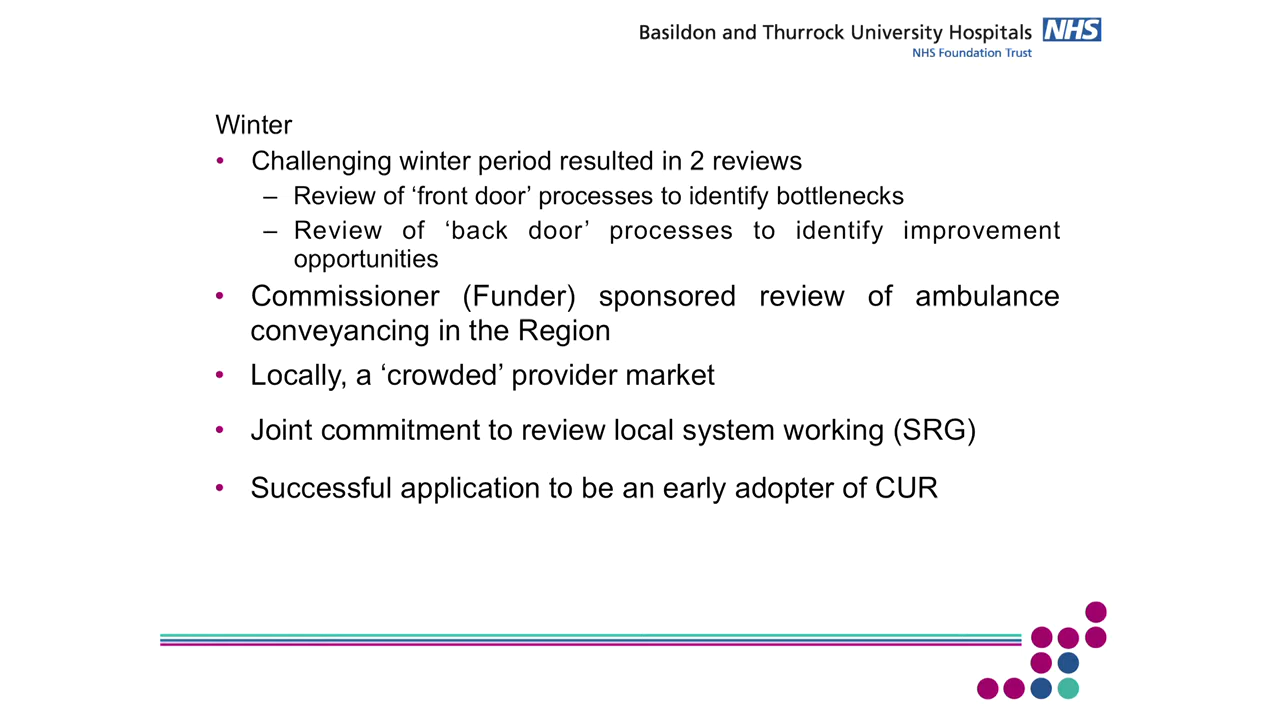 Basildon and Thurrock University Hospitals NHS
NHS Foundation Trust
Winter
• Challenging winter period resulted in 2 reviews
– Review of ‘front door’ processes to identify bottlenecks
– Review of ‘back door’ processes to identify improvement
opportunities
• Commissioner (Funder) sponsored review of ambulance
conveyancing in the Region
• Locally, a ‘crowded’ provider market
• Joint commitment to review local system working (SRG)
• Successful application to be an early adopter of CUR